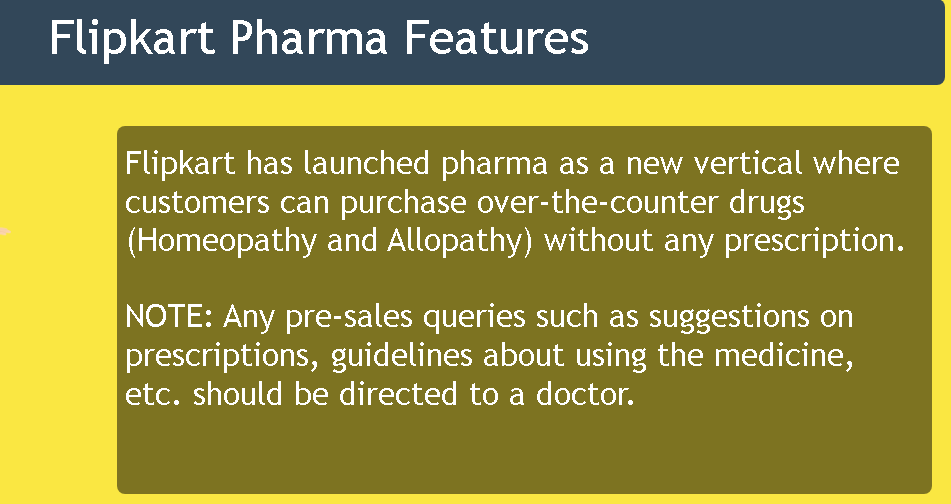 Flipkart Pharma Features
Flipkart has launched pharma as a new vertical where
customers can purchase over-the-counter drugs
(Homeopathy and Allopathy) without any prescription.
NOTE: Any pre-sales queries such as suggestions on
prescriptions, guidelines about using the medicine,
etc. should be directed to a doctor.